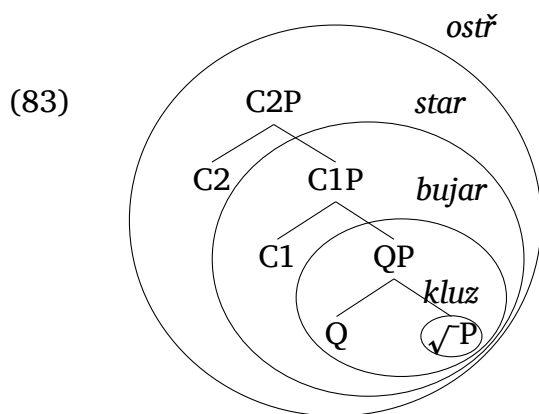 ostř
(83) C2P star
C2 C1P bujar
C1 QP
kluz
Q √P